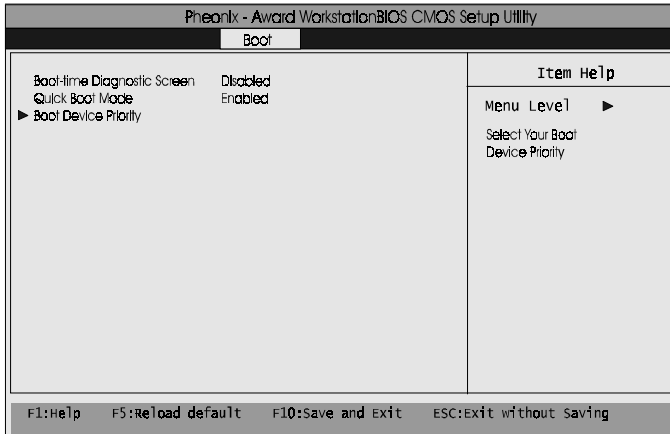 Pheonix - Award WorkstationBIOS CMOS Setup Utility
Boot
Boot-time Diagnostic Screen Disabled
Quick Boot Mode Enabled
▶ Boot Device Priority
Item Help
Menu Level ▶
Select Your Boot
Device Priority
F1:Help F5:Reload default F10:Save and Exit ESC:Exit without Saving